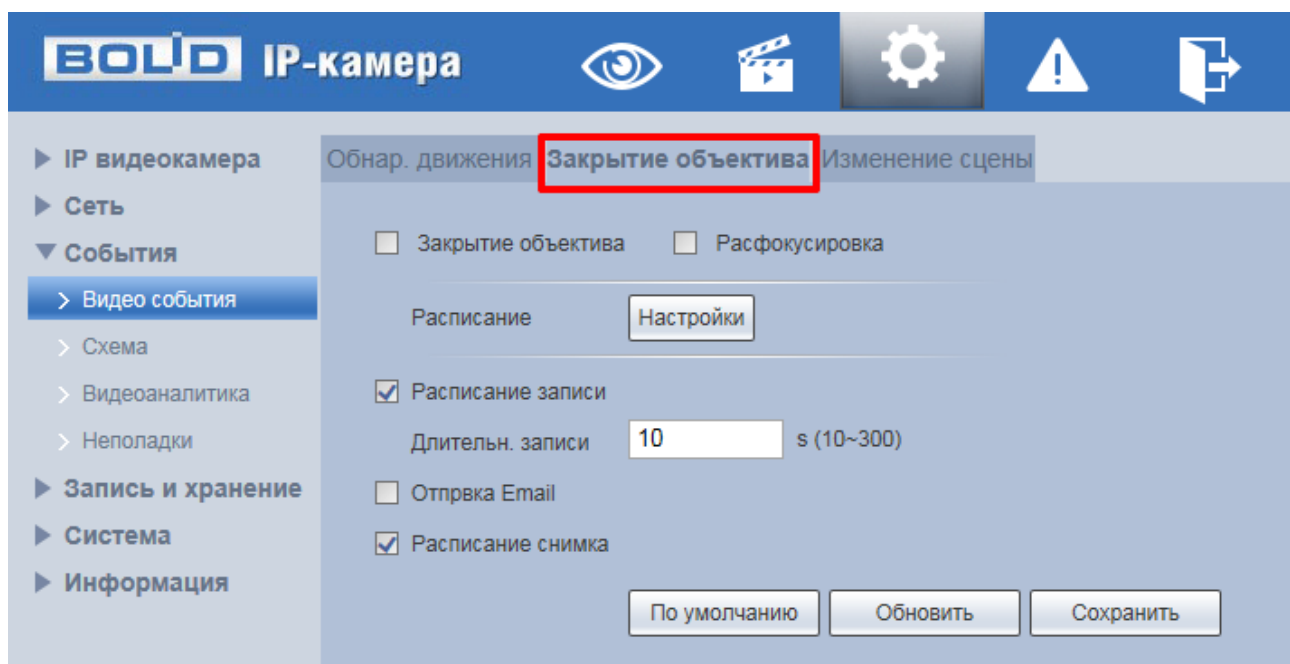 BOLID IP-камера
IP видеокамера
Сеть
События
Видео события
Схема
Видеоаналитика
Неполадки
Запись и хранение
Система
Информация
Обнар. движения Закрытие объектива Изменение сцены
Закрытие объектива Расфокусировка
Расписание Настройки
Расписание записи
Длительн. записи 10 s (10~300)
Отпрвка Email
Расписание снимка
По умолчанию Обновить Сохранить